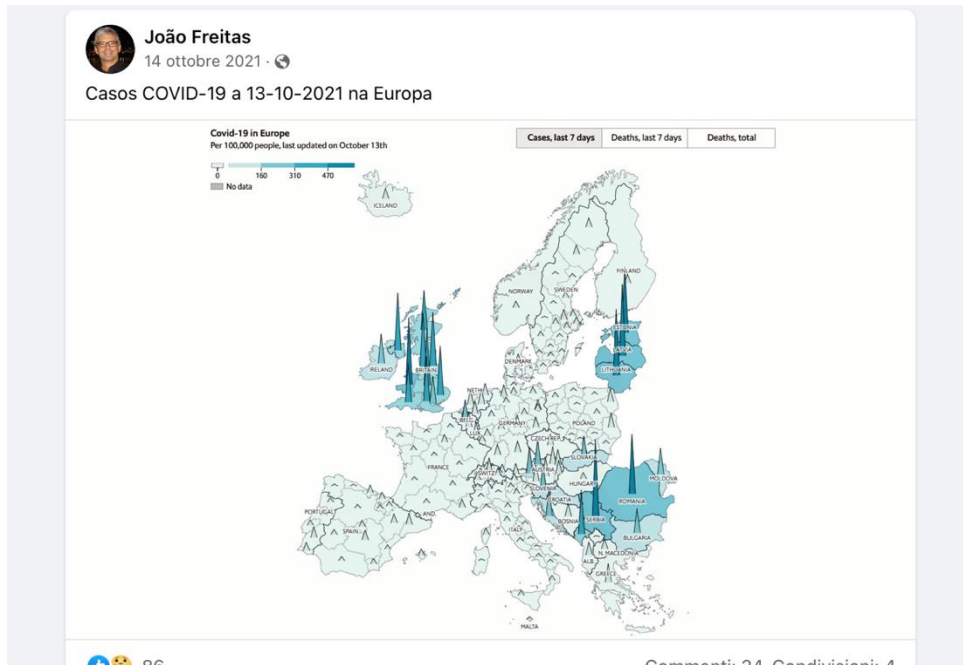 João Freitas
14 ottobre 2021 ·
Casos COVID-19 a 13-10-2021 na Europa
Covid-19 in Europe
Per 100,000 people, last updated on October 13th
Cases, last 7 days Deaths, last 7 days Deaths, total
0 160 310 470
No data
ICELAND
FINLAND
NORWAY SWEDEN
ESTONIA
LATVIA
LITHUANIA
DENMARK
IRELAND BRITAIN
NETH.
BELG.
LUX.
GERMANY POLAND
CZECH REP.
SLOVAKIA
FRANCE SWITZ. AUSTRIA
HUNGARY MOLDOVA
SLOVENIA
CROATIA ROMANIA
BOSNIA SERBIA
PORTUGAL SPAIN AND. ITALY
BULGARIA
N. MACEDONIA
ALB.
GREECE
MALTA
86 Commenti: 24 Condivisioni: 4